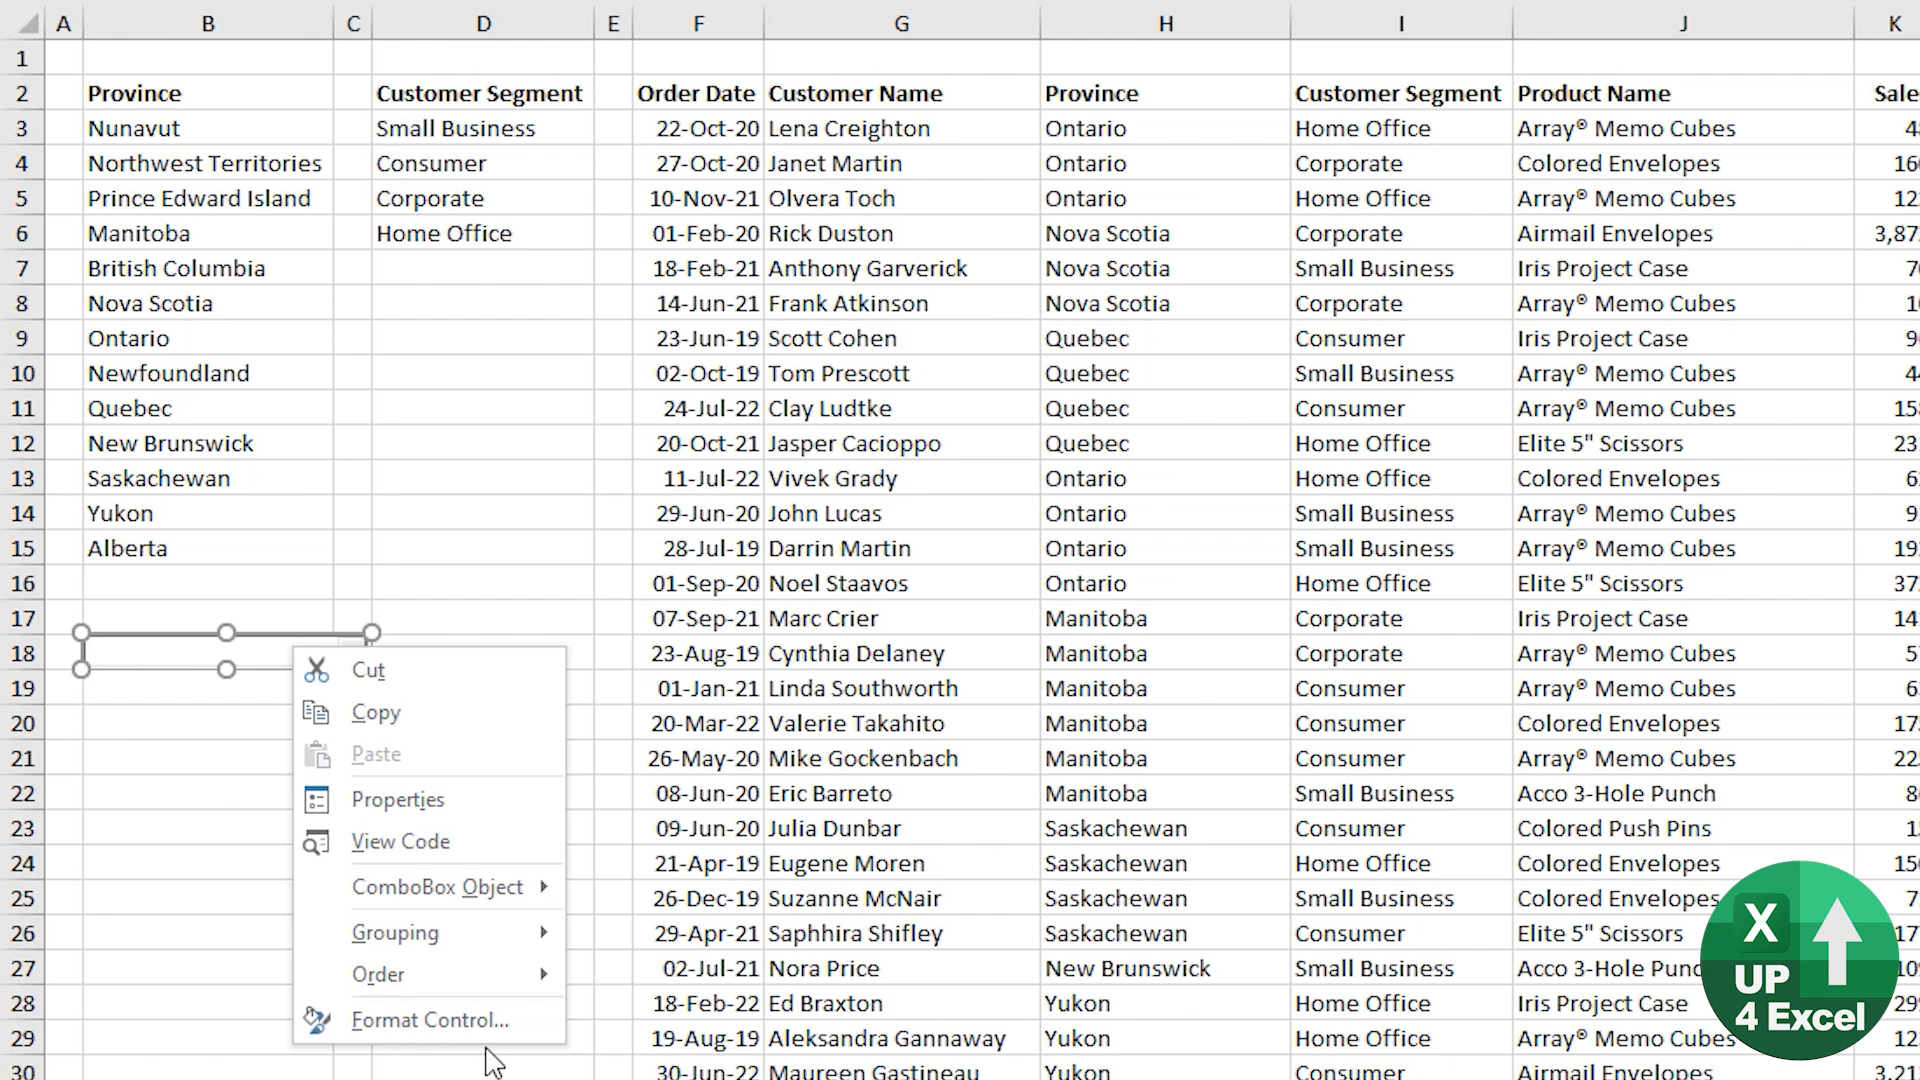 A B C D E F G H I J K
1
2 Province Customer Segment Order Date Customer Name Province Customer Segment Product Name Sale
3 Nunavut Small Business 22-Oct-20 Lena Creighton Ontario Home Office Array® Memo Cubes
4 Northwest Territories Consumer 27-Oct-20 Janet Martin Ontario Corporate Colored Envelopes 160
5 Prince Edward Island Corporate 10-Nov-21 Olvera Toch Ontario Home Office Array® Memo Cubes
6 Manitoba Home Office 01-Feb-20 Rick Duston Nova Scotia Corporate Airmail Envelopes 3,87
7 British Columbia 18-Feb-21 Anthony Garverick Nova Scotia Small Business Iris Project Case
8 Nova Scotia 14-Jun-21 Frank Atkinson Nova Scotia Corporate Array® Memo Cubes
9 Ontario 23-Jun-19 Scott Cohen Quebec Consumer Iris Project Case
10 Newfoundland 02-Oct-19 Tom Prescott Quebec Small Business Array® Memo Cubes
11 Quebec 24-Jul-22 Clay Ludtke Quebec Consumer Array® Memo Cubes
12 New Brunswick 20-Oct-21 Jasper Cacioppo Quebec Home Office Elite 5" Scissors
13 Saskachewan 11-Jul-22 Vivek Grady Ontario Home Office Colored Envelopes
14 Yukon 29-Jun-20 John Lucas Ontario Small Business Array® Memo Cubes
15 Alberta 28-Jul-19 Darrin Martin Ontario Small Business Array® Memo Cubes
16 01-Sep-20 Noel Staavos Ontario Home Office Elite 5" Scissors
17 07-Sep-21 Marc Crier Manitoba Corporate Iris Project Case
18 23-Aug-19 Cynthia Delaney Manitoba Corporate Array® Memo Cubes
19 01-Jan-21 Linda Southworth Manitoba Consumer Array® Memo Cubes
20 20-Mar-22 Valerie Takahito Manitoba Consumer Colored Envelopes
21 26-May-20 Mike Gockenbach Manitoba Consumer Array® Memo Cubes
22 08-Jun-20 Eric Barreto Manitoba Small Business Acco 3-Hole Punch
23 09-Jun-20 Julia Dunbar Saskachewan Consumer Colored Push Pins
24 21-Apr-19 Eugene Moren Saskachewan Home Office Colored Envelopes
25 26-Dec-19 Suzanne McNair Saskachewan Small Business Colored Envelopes
26 29-Apr-21 Saphhira Shifley Saskachewan Consumer Elite 5" Scissors
27 02-Jul-21 Nora Price New Brunswick Small Business Acco 3-Hole Punc
28 18-Feb-22 Ed Braxton Yukon Home Office Iris Project Case
29 19-Aug-19 Aleksandra Gannaway Yukon Home Office Array® Memo Cubes
30 30-Jun-22 Maureen Gastineau Yukon Consumer Airmail Envelopes
Cut
Copy
Paste
Properties
View Code
ComboBox Object
Grouping
Order
Format Control...
X
UP
4 Excel